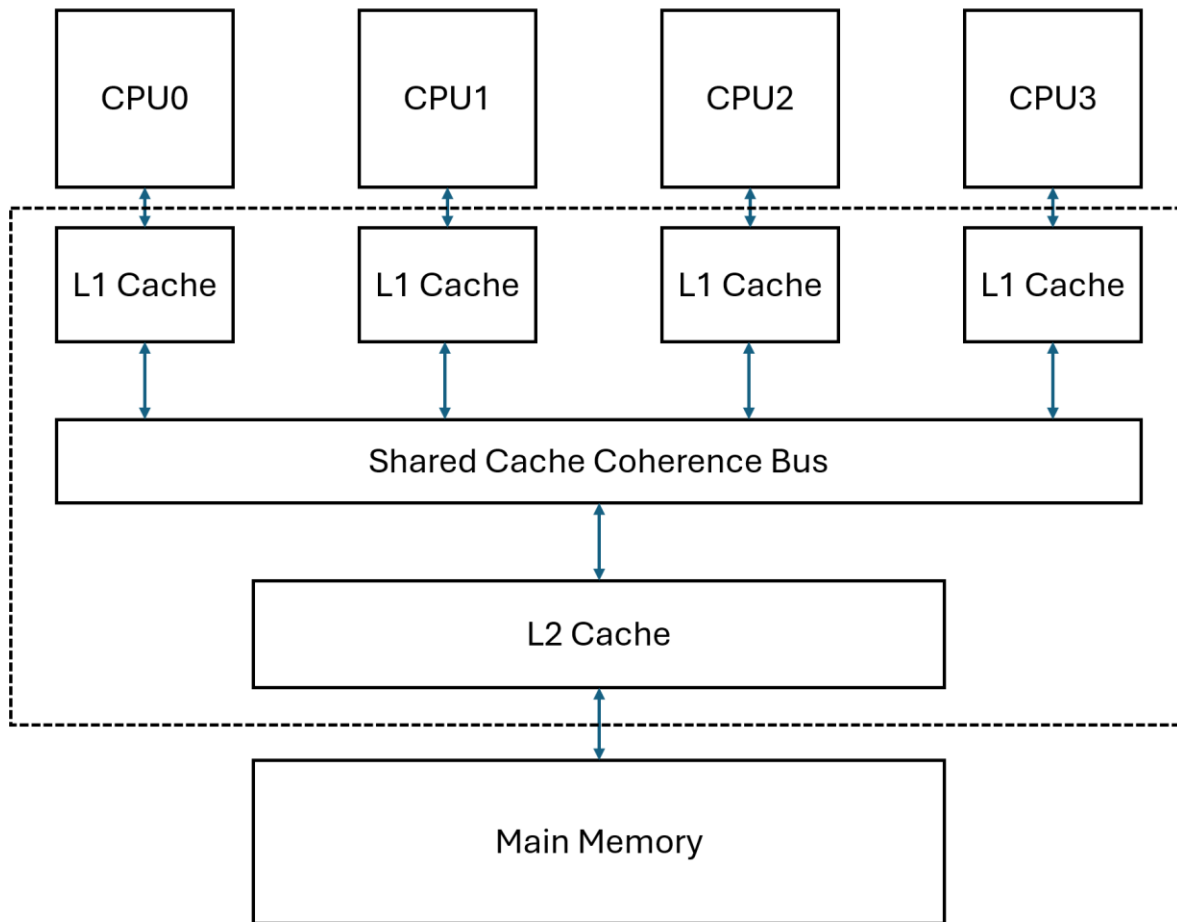 CPU0
CPU1
CPU2
CPU3
L1 Cache
L1 Cache
L1 Cache
L1 Cache
Shared Cache Coherence Bus
L2 Cache
Main Memory